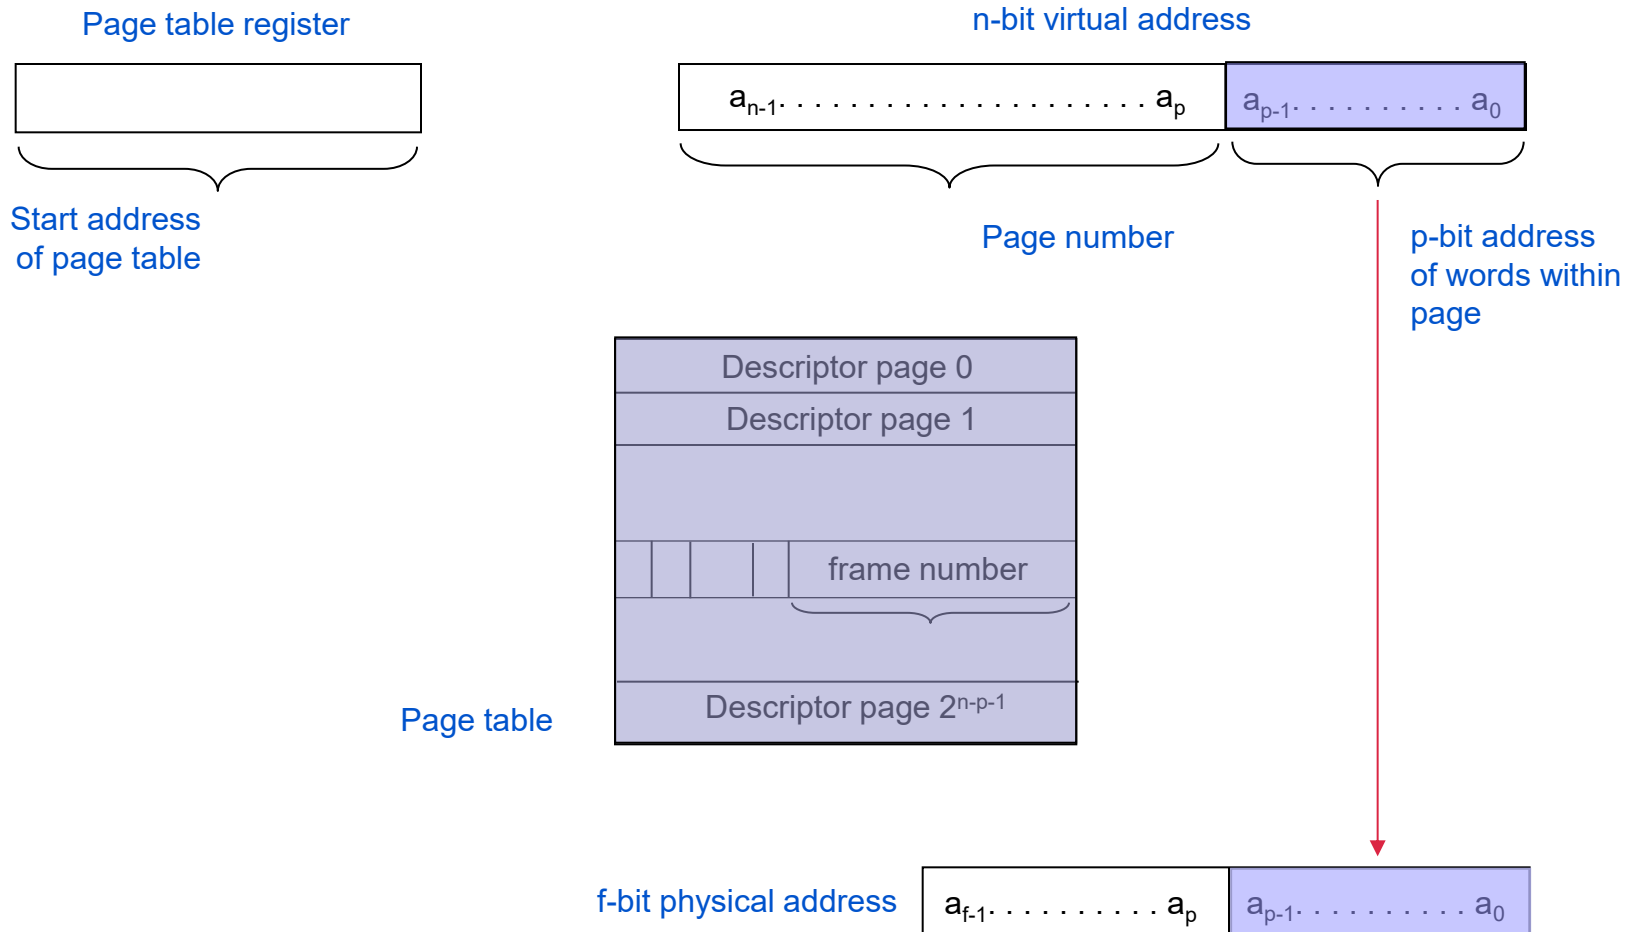 Page table register
n-bit virtual address
aₙ₋₁. . . . . . . . . . . . . . . . . . . . . aₚ
aₚ₋₁. . . . . . . . . . a₀
Start address
of page table
Page number
p-bit address
of words within
page
Descriptor page 0
Descriptor page 1
frame number
Descriptor page 2ⁿ⁻ᵖ⁻¹
Page table
f-bit physical address
a_f-1. . . . . . . . . . aₚ
aₚ₋₁. . . . . . . . . . a₀